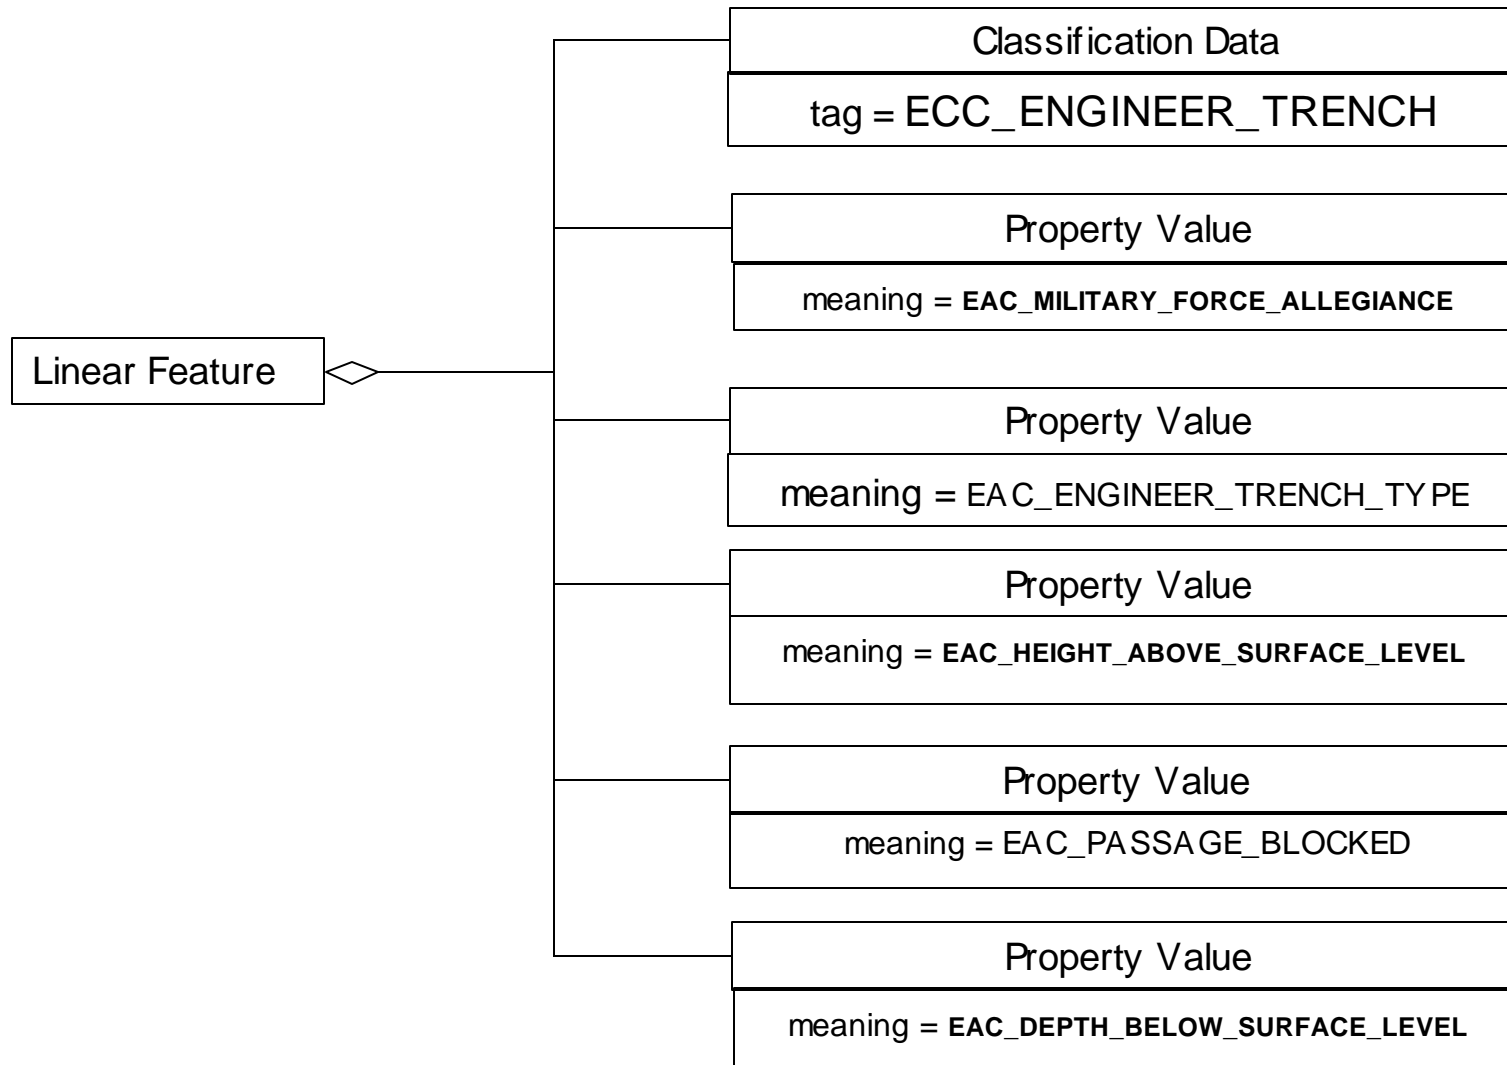 Classification Data
tag = ECC_ENGINEER_TRENCH
Property Value
meaning = EAC_MILITARY_FORCE_ALLEGIANCE
Linear Feature
Property Value
meaning = EAC_ENGINEER_TRENCH_TYPE
Property Value
meaning = EAC_HEIGHT_ABOVE_SURFACE_LEVEL
Property Value
meaning = EAC_PASSAGE_BLOCKED
Property Value
meaning = EAC_DEPTH_BELOW_SURFACE_LEVEL